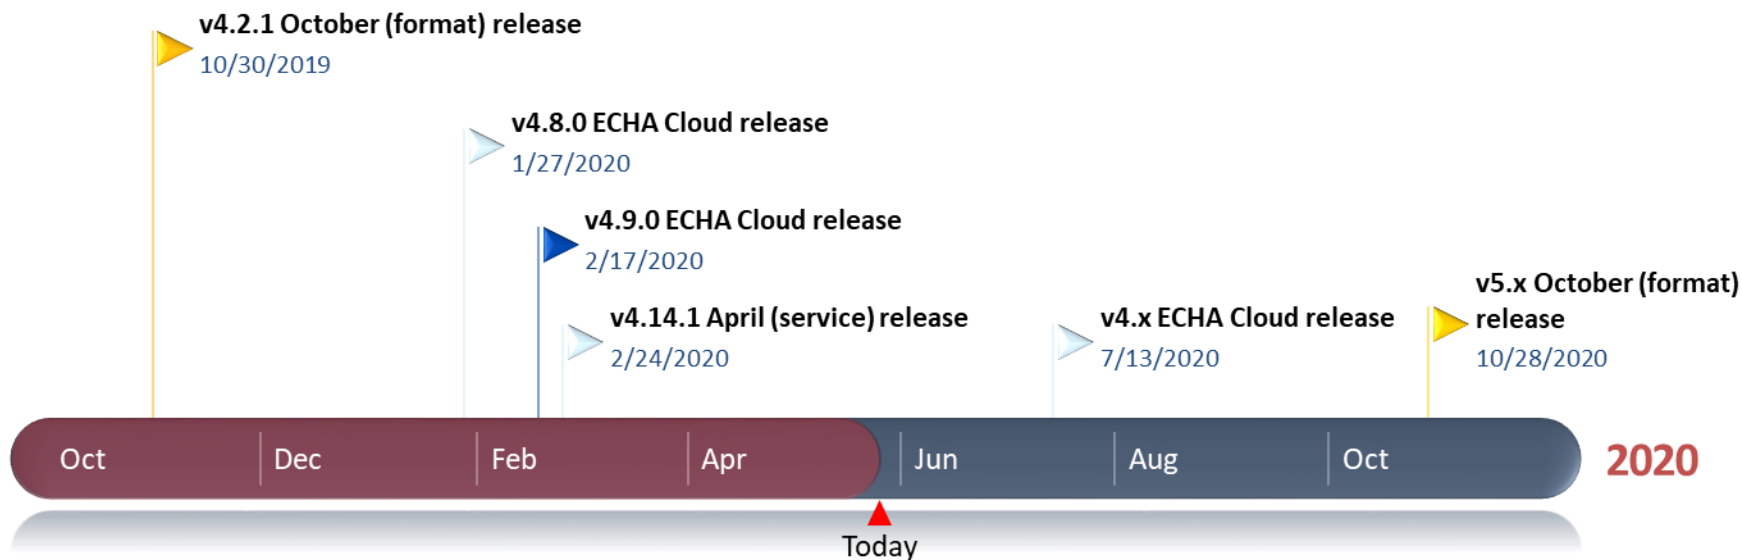 v4.2.1 October (format) release
10/30/2019
v4.8.0 ECHA Cloud release
1/27/2020
v4.9.0 ECHA Cloud release
2/17/2020
v4.14.1 April (service) release
2/24/2020
v4.x ECHA Cloud release
7/13/2020
v5.x October (format)
release
10/28/2020
Oct Dec Feb Apr Jun Aug Oct 2020
Today